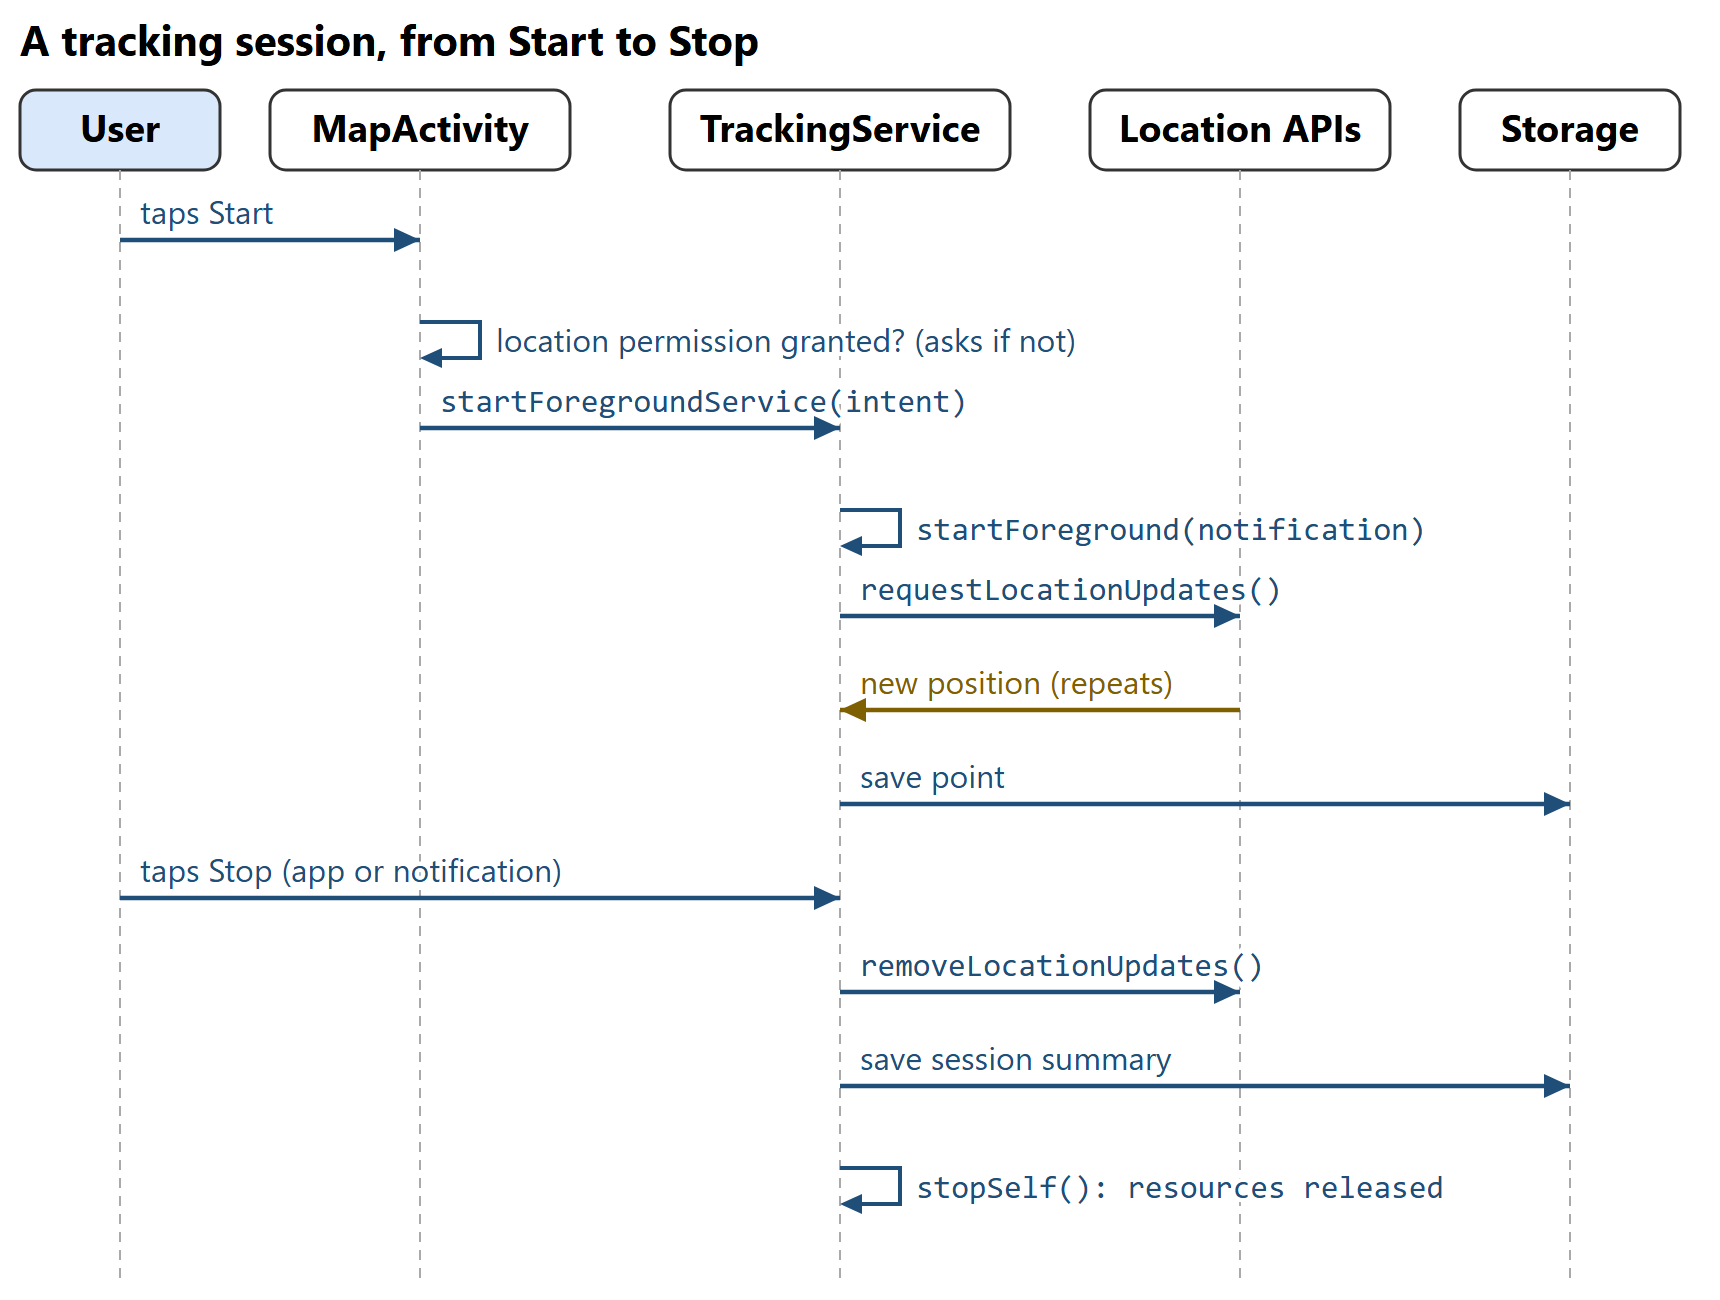 A tracking session, from Start to Stop
User
MapActivity
TrackingService
Location APIs
Storage
taps Start
location permission granted? (asks if not)
startForegroundService(intent)
startForeground(notification)
requestLocationUpdates()
new position (repeats)
save point
taps Stop (app or notification)
removeLocationUpdates()
save session summary
stopSelf(): resources released